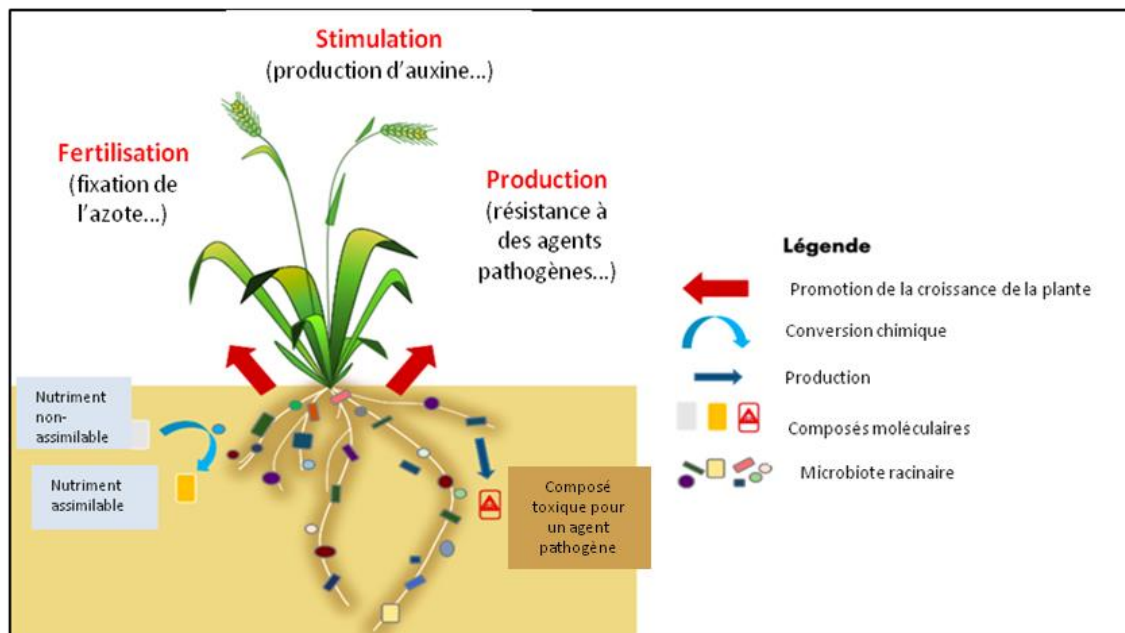 Stimulation
(production d'auxine...)
Fertilisation
(fixation de
l'azote...)
Production
(résistance à
des agents
pathogènes...)
Nutriment
non-
assimilable
Nutriment
assimilable
Composé
toxique pour
un agent
pathogène
Légende
Promotion de la croissance de la plante
Conversion chimique
Production
Composés moléculaires
Microbiote racinaire